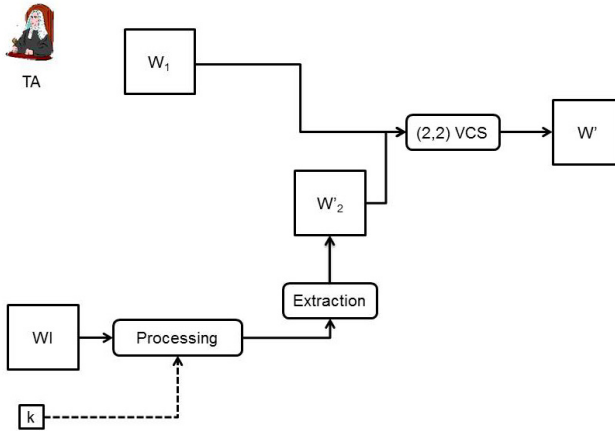 TA
W₁
(2,2) VCS
W'
W'₂
Extraction
WI
Processing
k